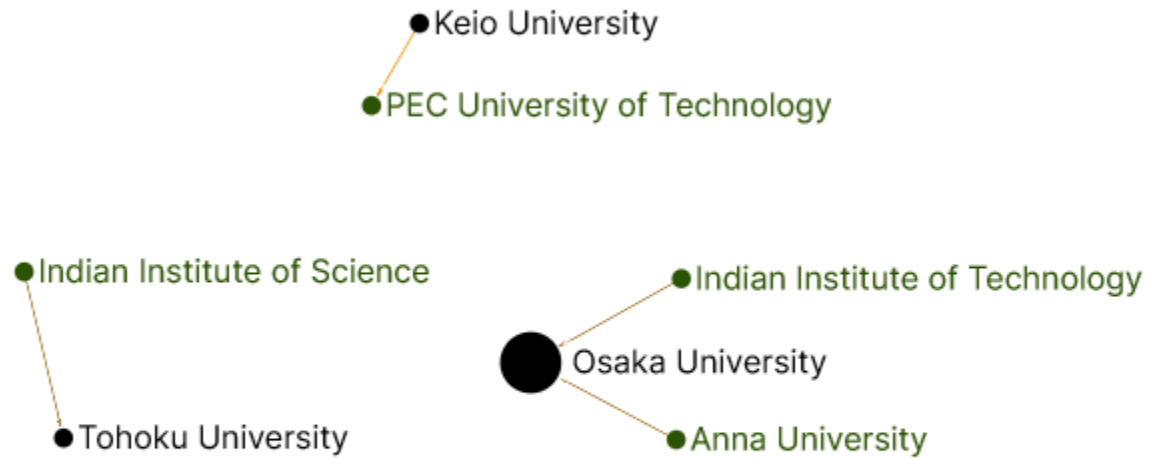 Keio University
PEC University of Technology
Indian Institute of Science
Indian Institute of Technology
Osaka University
Tohoku University
Anna University